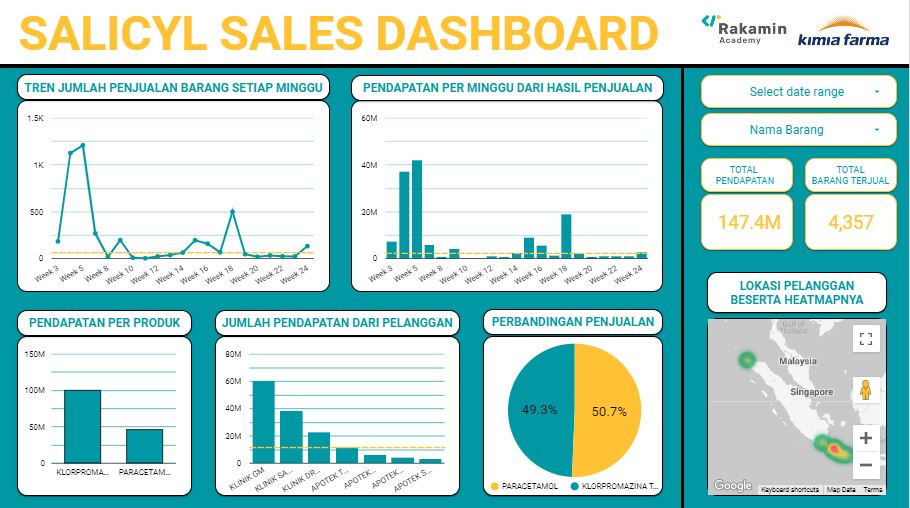 SALICYL SALES DASHBOARD
Rakamin
Academy
kimia farma
TREN JUMLAH PENJUALAN BARANG SETIAP MINGGU
1.5K
1K
500
0
Week 3
Week 5
Week 8
Week 10
Week 12
Week 14
Week 16
Week 18
Week 20
Week 22
Week 24
PENDAPATAN PER MINGGU DARI HASIL PENJUALAN
60M
40M
20M
0
Week 3
Week 5
Week 8
Week 10
Week 12
Week 14
Week 16
Week 18
Week 20
Week 22
Week 24
Select date range
Nama Barang
TOTAL
PENDAPATAN
147.4M
TOTAL
BARANG TERJUAL
4,357
PENDAPATAN PER PRODUK
150M
100M
50M
0
KLORPROMA...
PARACETAM...
JUMLAH PENDAPATAN DARI PELANGGAN
80M
60M
40M
20M
0
KLINIK GM
KLINIK SA...
KLINIK DR...
APOTEK T...
APOTEK...
APOTEK...
APOTEK S...
PERBANDINGAN PENJUALAN
49.3%
50.7%
PARACETAMOL
KLORPROMAZINA T...
LOKASI PELANGGAN
BESERTA HEATMAPNYA
Gulf of
Thailand
Malaysia
Singapore
Google
Keyboard shortcuts
Map Data
Terms